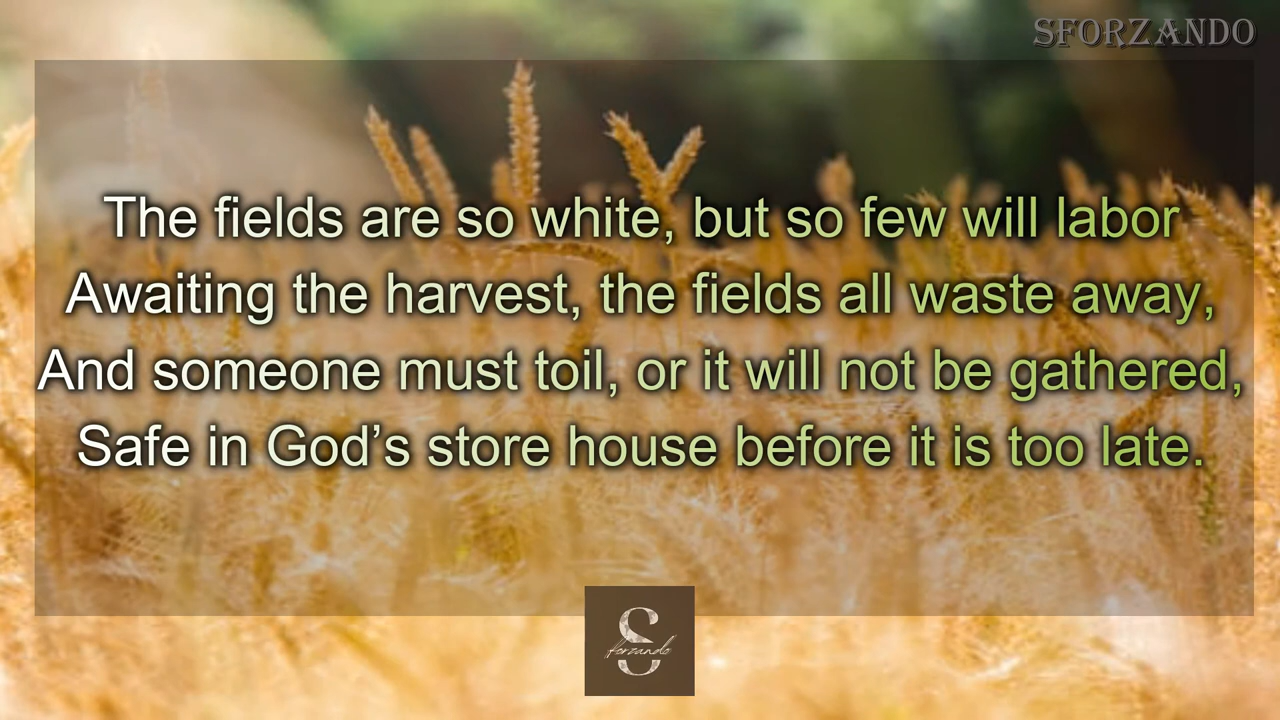 SFORZANDO
The fields are so white, but so few will labor
Awaiting the harvest, the fields all waste away,
And someone must toil, or it will not be gathered,
Safe in God’s store house before it is too late.
S
sforzando